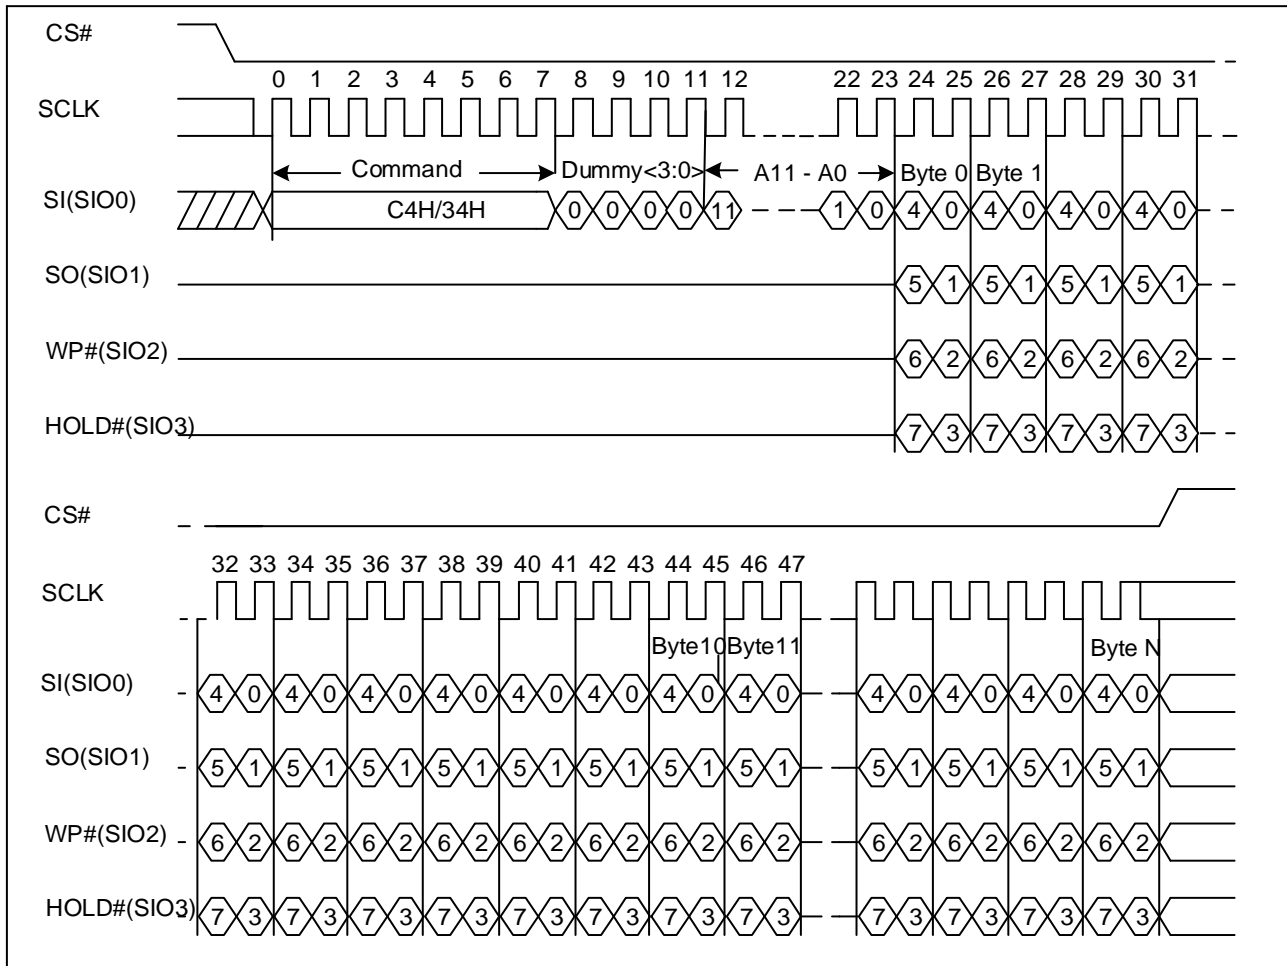 CS#
0 1 2 3 4 5 6 7 8 9 10 11 12 22 23 24 25 26 27 28 29 30 31
SCLK
Command Dummy<3:0> A11 - A0 Byte 0 Byte 1
SI(SIO0) C4H/34H 0 0 0 0 11 1 0 4 0 4 0 4 0 4 0
SO(SIO1) 5 1 5 1 5 1 5 1
WP#(SIO2) 6 2 6 2 6 2 6 2
HOLD#(SIO3) 7 3 7 3 7 3 7 3
CS#
32 33 34 35 36 37 38 39 40 41 42 43 44 45 46 47
SCLK
Byte10 Byte11 Byte N
SI(SIO0) 4 0 4 0 4 0 4 0 4 0 4 0 4 0 4 0 4 0 4 0 4 0 4 0
SO(SIO1) 5 1 5 1 5 1 5 1 5 1 5 1 5 1 5 1 5 1 5 1 5 1 5 1
WP#(SIO2) 6 2 6 2 6 2 6 2 6 2 6 2 6 2 6 2 6 2 6 2 6 2 6 2
HOLD#(SIO3) 7 3 7 3 7 3 7 3 7 3 7 3 7 3 7 3 7 3 7 3 7 3 7 3